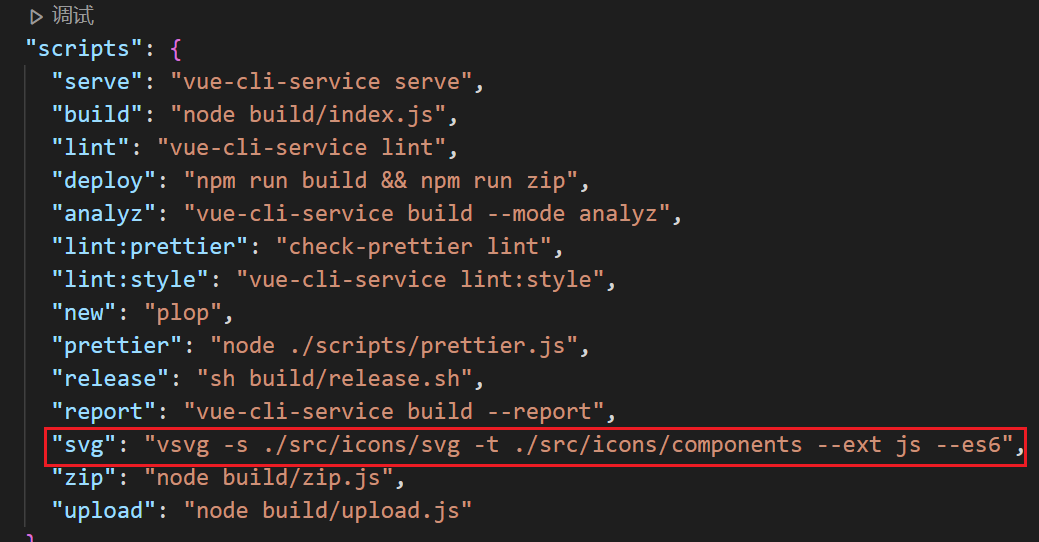 调试
"scripts": {
"serve": "vue-cli-service serve",
"build": "node build/index.js",
"lint": "vue-cli-service lint",
"deploy": "npm run build && npm run zip",
"analyz": "vue-cli-service build --mode analyz",
"lint:prettier": "check-prettier lint",
"lint:style": "vue-cli-service lint:style",
"new": "plop",
"prettier": "node ./scripts/prettier.js",
"release": "sh build/release.sh",
"report": "vue-cli-service build --report",
"svg": "vsvg -s ./src/icons/svg -t ./src/icons/components --ext js --es6",
"zip": "node build/zip.js",
"upload": "node build/upload.js"
}